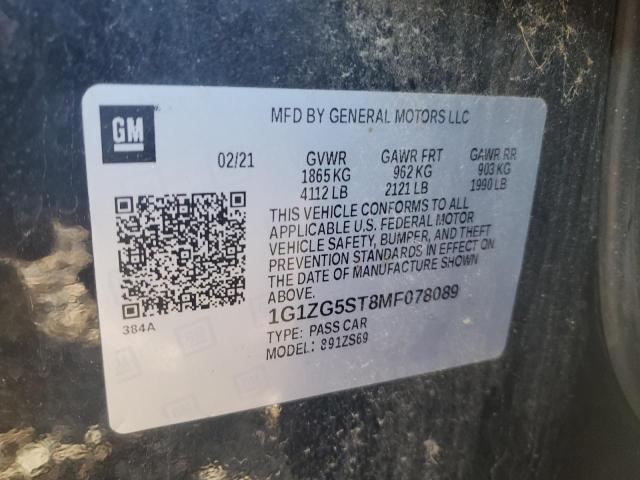 GM
MFD BY GENERAL MOTORS LLC
02/21 GVWR GAWR FRT GAWR RR
1865 KG 962 KG 903 KG
4112 LB 2121 LB 1990 LB
THIS VEHICLE CONFORMS TO ALL
APPLICABLE U.S. FEDERAL MOTOR
VEHICLE SAFETY, BUMPER, AND THEFT
PREVENTION STANDARDS IN EFFECT ON
THE DATE OF MANUFACTURE SHOWN
ABOVE.
384A
1G1ZG5ST8MF078089
TYPE: PASS CAR
MODEL: 891ZS69